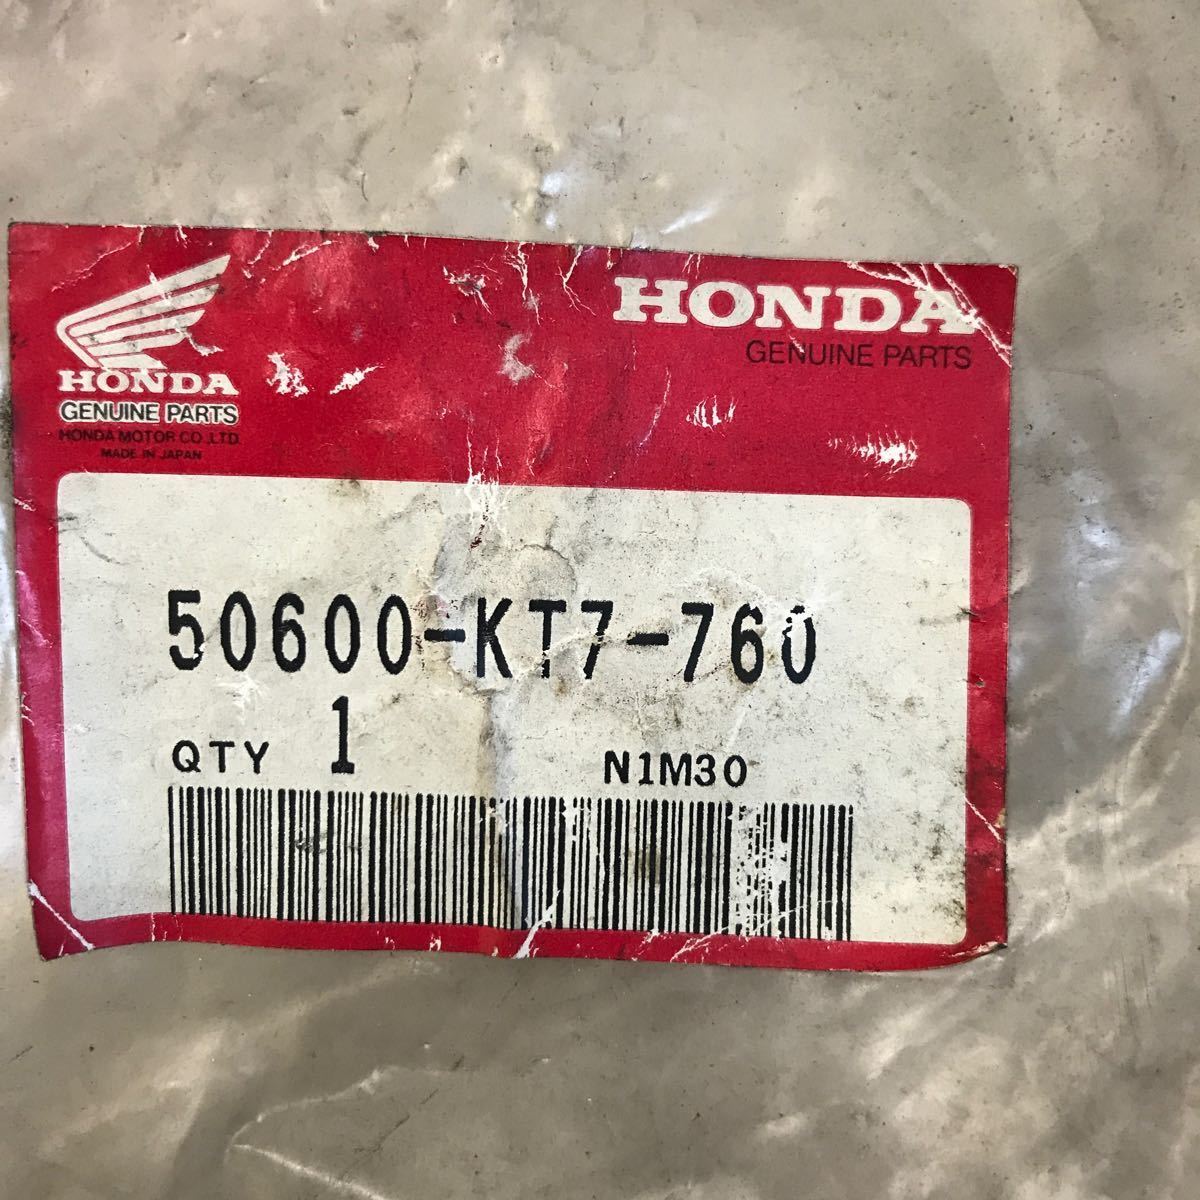 HONDA
GENUINE PARTS
HONDA
GENUINE PARTS
HONDA MOTOR CO.,LTD.
MADE IN JAPAN
50600-KT7-760
QTY 1 N1M30